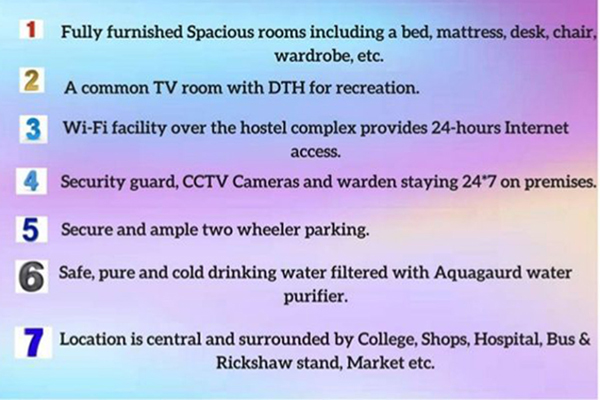 1 Fully furnished Spacious rooms including a bed, mattress, desk, chair,
wardrobe, etc.
2 A common TV room with DTH for recreation.
3 Wi-Fi facility over the hostel complex provides 24-hours Internet
access.
4 Security guard, CCTV Cameras and warden staying 24*7 on premises.
5 Secure and ample two wheeler parking.
6 Safe, pure and cold drinking water filtered with Aquagaurd water
purifier.
7 Location is central and surrounded by College, Shops, Hospital, Bus &
Rickshaw stand, Market etc.